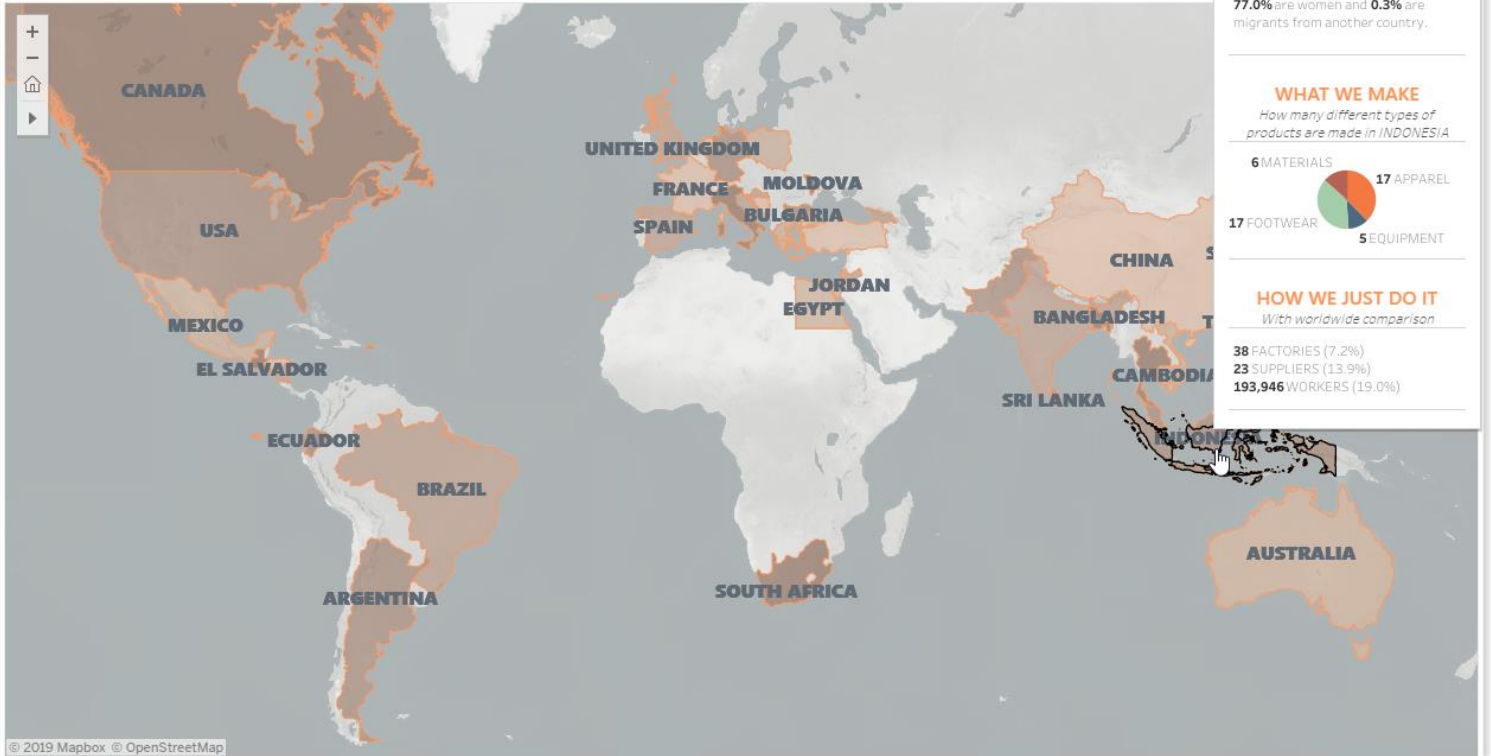 77.0% are women and 0.3% are
migrants from another country.
WHAT WE MAKE
How many different types of
products are made in INDONESIA
6 MATERIALS
17 APPAREL
17 FOOTWEAR
5 EQUIPMENT
HOW WE JUST DO IT
With worldwide comparison
38 FACTORIES (7.2%)
23 SUPPLIERS (13.9%)
193,946 WORKERS (19.0%)
CANADA
UNITED KINGDOM
FRANCE
MOLDOVA
BULGARIA
SPAIN
USA
CHINA
JORDAN
EGYPT
BANGLADESH
MEXICO
EL SALVADOR
CAMBODIA
SRI LANKA
ECUADOR
INDONESIA
BRAZIL
AUSTRALIA
SOUTH AFRICA
ARGENTINA
© 2019 Mapbox © OpenStreetMap